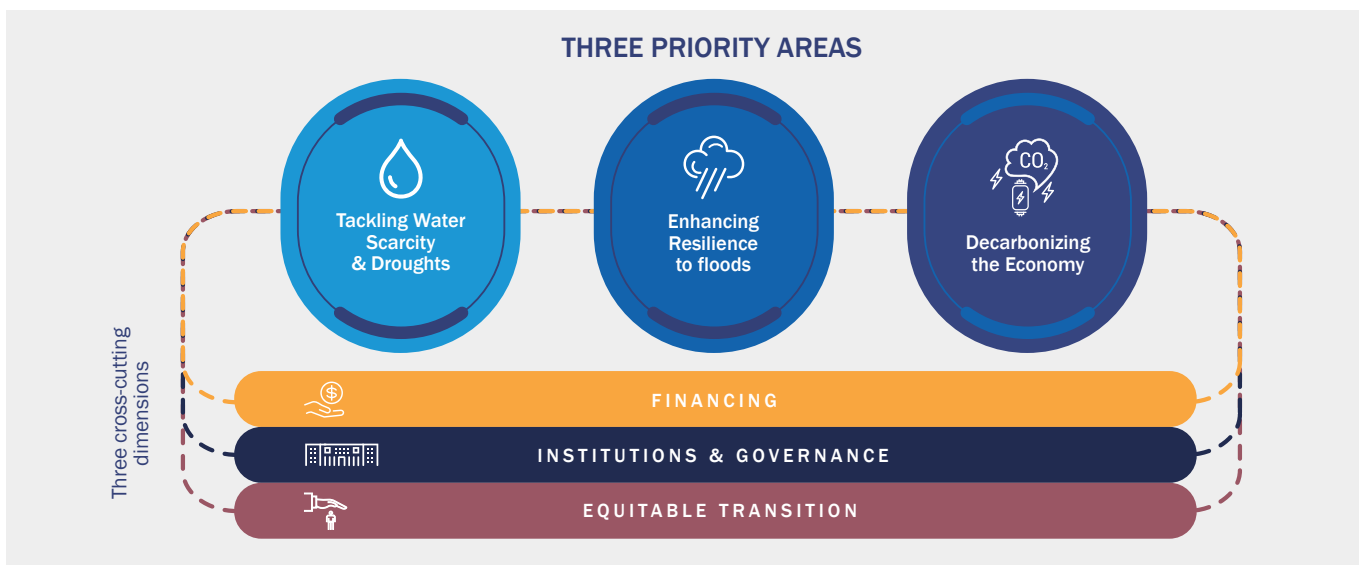 THREE PRIORITY AREAS
Tackling Water
Scarcity
& Droughts
Enhancing
Resilience
to floods
CO₂
Decarbonizing
the Economy
Three cross-cutting
dimensions
$
FINANCING
INSTITUTIONS & GOVERNANCE
EQUITABLE TRANSITION